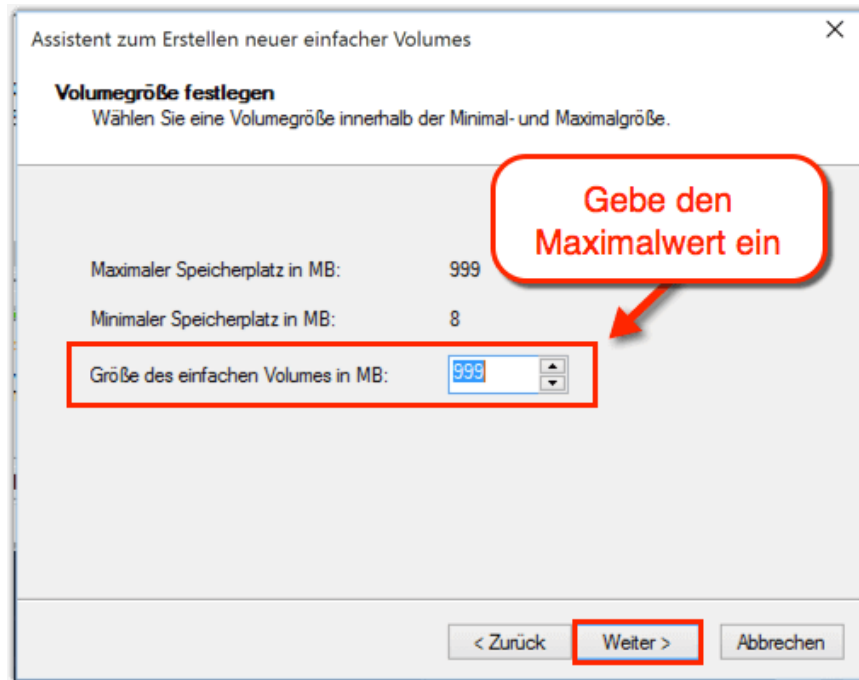 Assistent zum Erstellen neuer einfacher Volumes
Volumegröße festlegen
Wählen Sie eine Volumegröße innerhalb der Minimal- und Maximalgröße.
Gebe den
Maximalwert ein
Maximaler Speicherplatz in MB: 999
Minimaler Speicherplatz in MB: 8
Größe des einfachen Volumes in MB: 999
< Zurück Weiter > Abbrechen